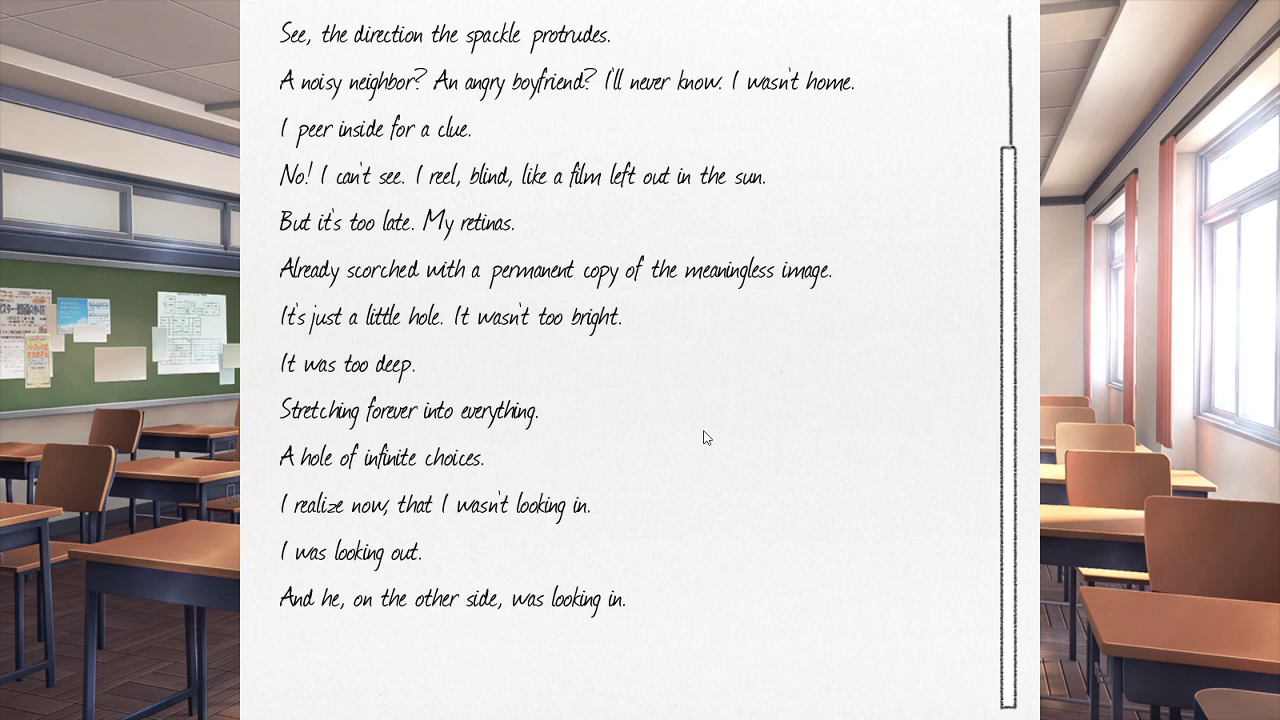 See, the direction the spackle protrudes.
A noisy neighbor? An angry boyfriend? I'll never know. I wasn't home.
I peer inside for a clue.
No! I can't see. I reel, blind, like a film left out in the sun.
But it's too late. My retinas.
Already scorched with a permanent copy of the meaningless image.
It's just a little hole. It wasn't too bright.
It was too deep.
Stretching forever into everything.
A hole of infinite choices.
I realize now, that I wasn't looking in.
I was looking out.
And he, on the other side, was looking in.